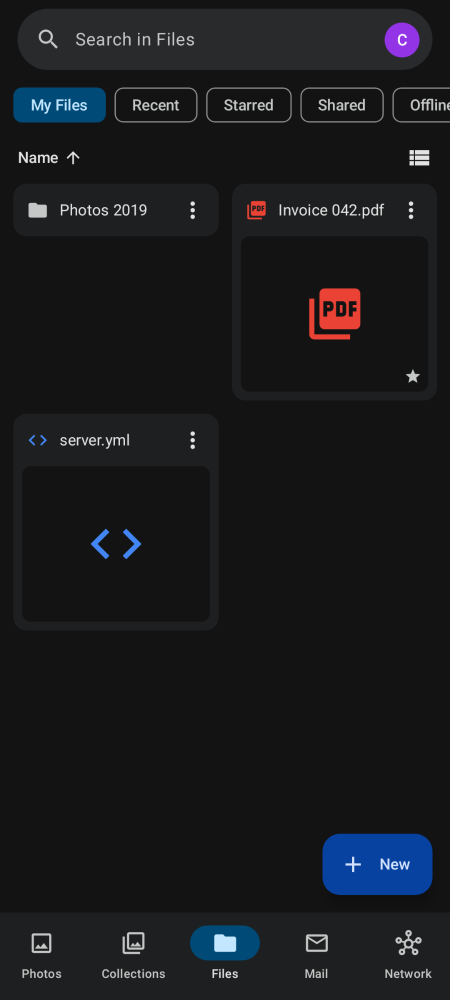 Search in Files
C
My Files Recent Starred Shared Offline
Name
Photos 2019
Invoice 042.pdf
PDF
PDF
server.yml
New
Photos Collections Files Mail Network